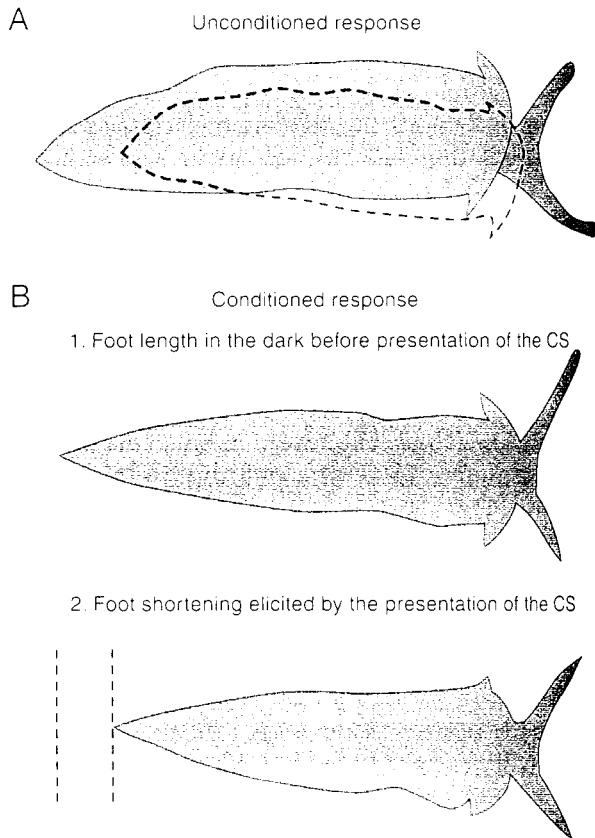 A
Unconditioned response
B
Conditioned response
1. Foot length in the dark before presentation of the CS
2. Foot shortening elicited by the presentation of the CS